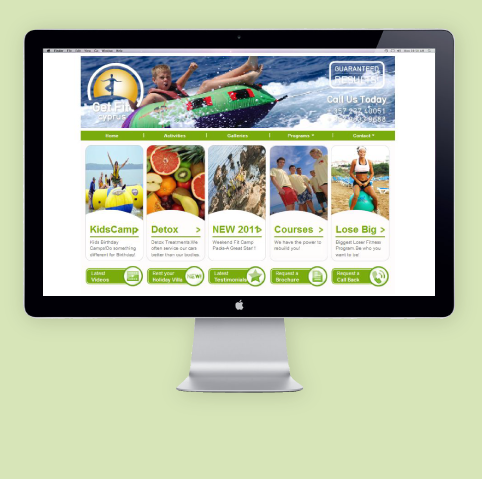 Get Fit
cyprus
GUARANTEED
RESULTS
Call Us Today
Home
Activities
Galleries
Programs
Contact
KidsCamp
Kids Birthday
Camps!Do something
different for Birthday!
Detox >
Detox Treatments.We
often service our cars
better than our bodies.
NEW 2011>
Weekend Fit Camp
Packs-A Great Start !
Courses >
We have the power to
rebuild you!
Lose Big >
Biggest Loser Fitness
Program.Be who you
want to be!
Latest
Videos
Rent your
Holiday Villa
NEW!
Latest
Testimonials
Request a
Brochure
Request a
Call Back